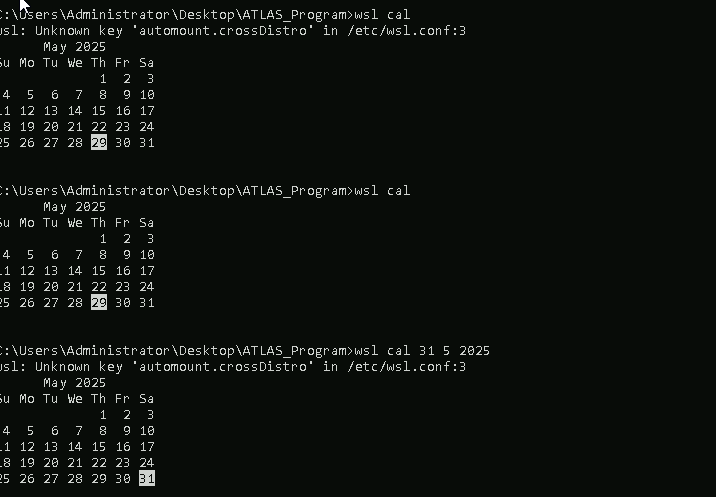 C:\Users\Administrator\Desktop\ATLAS_Program>wsl cal
wsl: Unknown key 'automount.crossDistro' in /etc/wsl.conf:3
May 2025
Su Mo Tu We Th Fr Sa
1 2 3
4 5 6 7 8 9 10
11 12 13 14 15 16 17
18 19 20 21 22 23 24
25 26 27 28 29 30 31
C:\Users\Administrator\Desktop\ATLAS_Program>wsl cal
May 2025
Su Mo Tu We Th Fr Sa
1 2 3
4 5 6 7 8 9 10
11 12 13 14 15 16 17
18 19 20 21 22 23 24
25 26 27 28 29 30 31
C:\Users\Administrator\Desktop\ATLAS_Program>wsl cal 31 5 2025
wsl: Unknown key 'automount.crossDistro' in /etc/wsl.conf:3
May 2025
Su Mo Tu We Th Fr Sa
1 2 3
4 5 6 7 8 9 10
11 12 13 14 15 16 17
18 19 20 21 22 23 24
25 26 27 28 29 30 31